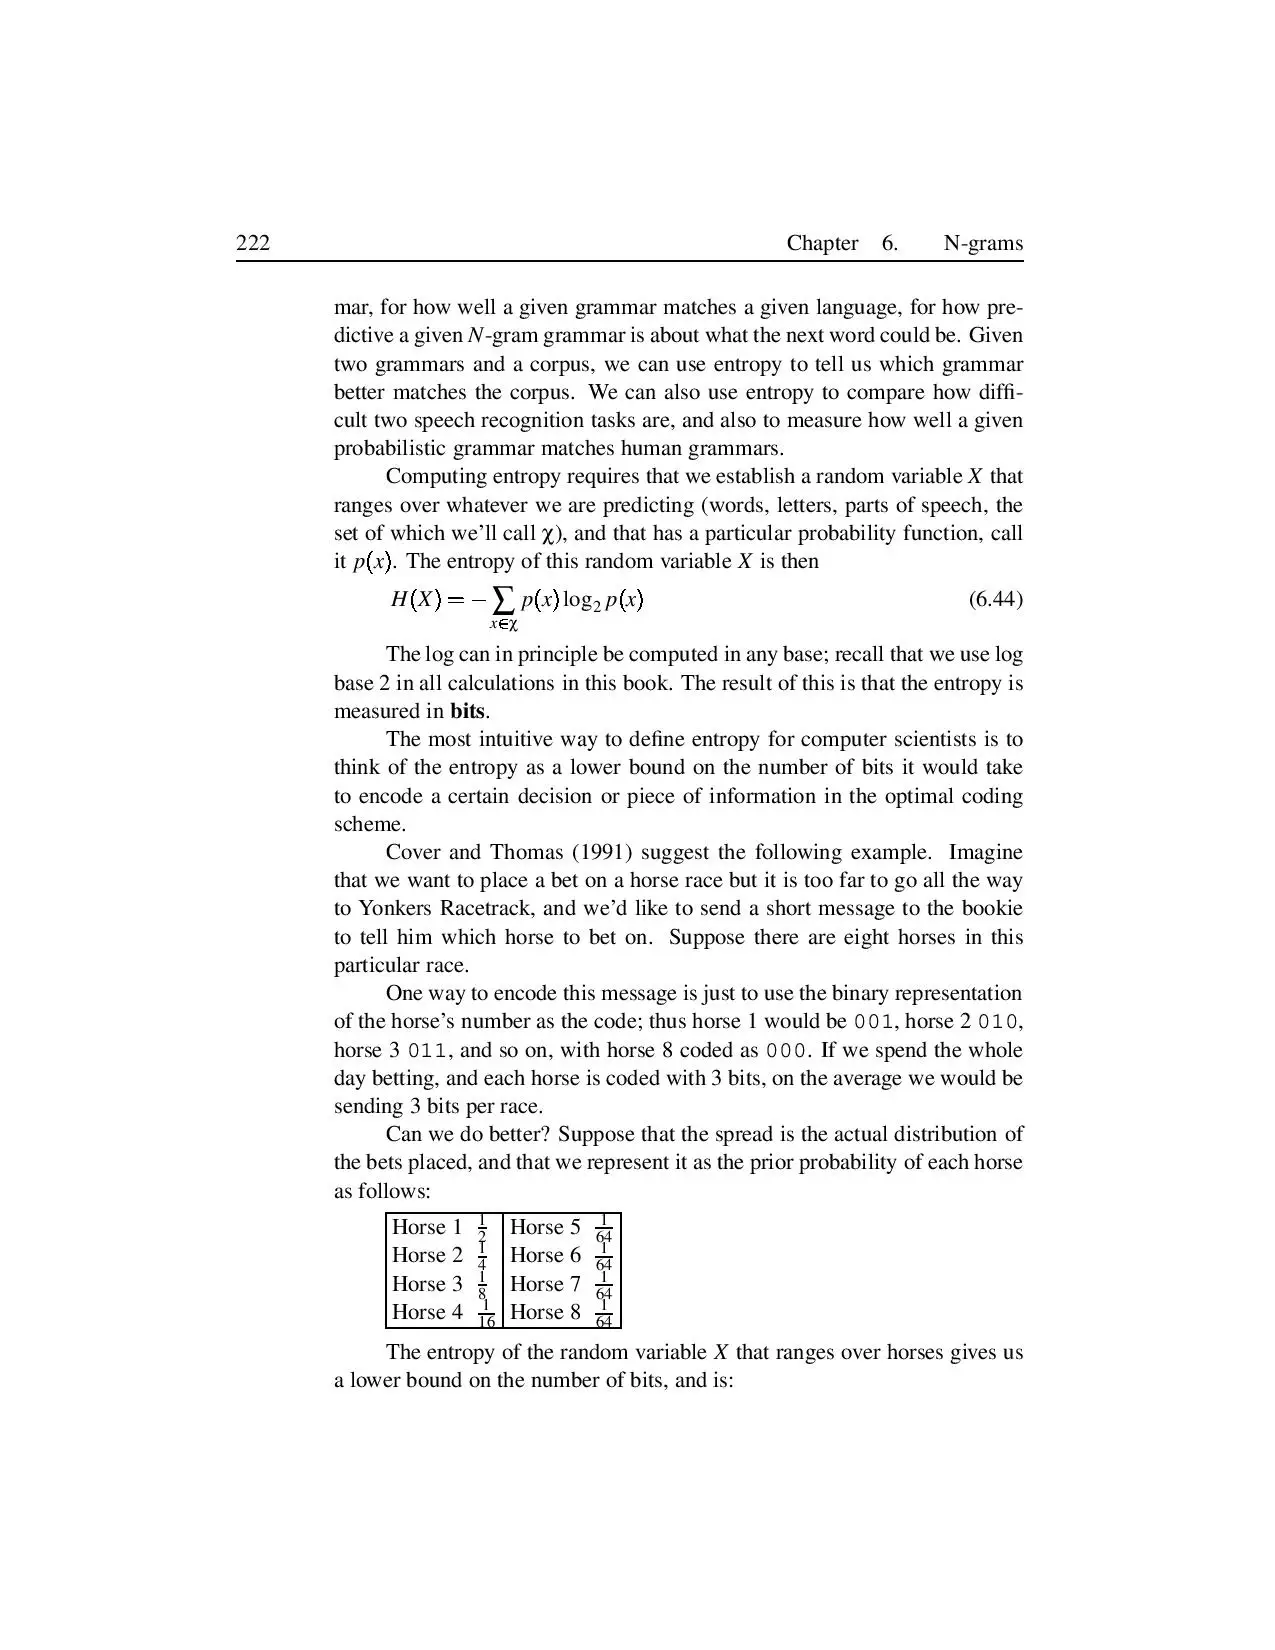 222 Chapter 6. N-grams
mar, for how well a given grammar matches a given language, for how pre-
dictive a given N-gram grammar is about what the next word could be. Given
two grammars and a corpus, we can use entropy to tell us which grammar
better matches the corpus. We can also use entropy to compare how diffi-
cult two speech recognition tasks are, and also to measure how well a given
probabilistic grammar matches human grammars.
Computing entropy requires that we establish a random variable X that
ranges over whatever we are predicting (words, letters, parts of speech, the
set of which we'll call χ), and that has a particular probability function, call
it p(x). The entropy of this random variable X is then
H(X) = − ∑ p(x) log₂ p(x) (6.44)
x∈χ
The log can in principle be computed in any base; recall that we use log
base 2 in all calculations in this book. The result of this is that the entropy is
measured in bits.
The most intuitive way to define entropy for computer scientists is to
think of the entropy as a lower bound on the number of bits it would take
to encode a certain decision or piece of information in the optimal coding
scheme.
Cover and Thomas (1991) suggest the following example. Imagine
that we want to place a bet on a horse race but it is too far to go all the way
to Yonkers Racetrack, and we'd like to send a short message to the bookie
to tell him which horse to bet on. Suppose there are eight horses in this
particular race.
One way to encode this message is just to use the binary representation
of the horse's number as the code; thus horse 1 would be 001, horse 2 010,
horse 3 011, and so on, with horse 8 coded as 000. If we spend the whole
day betting, and each horse is coded with 3 bits, on the average we would be
sending 3 bits per race.
Can we do better? Suppose that the spread is the actual distribution of
the bets placed, and that we represent it as the prior probability of each horse
as follows:
Horse 1 1/2 Horse 5 1/64
Horse 2 1/4 Horse 6 1/64
Horse 3 1/8 Horse 7 1/64
Horse 4 1/16 Horse 8 1/64
The entropy of the random variable X that ranges over horses gives us
a lower bound on the number of bits, and is: